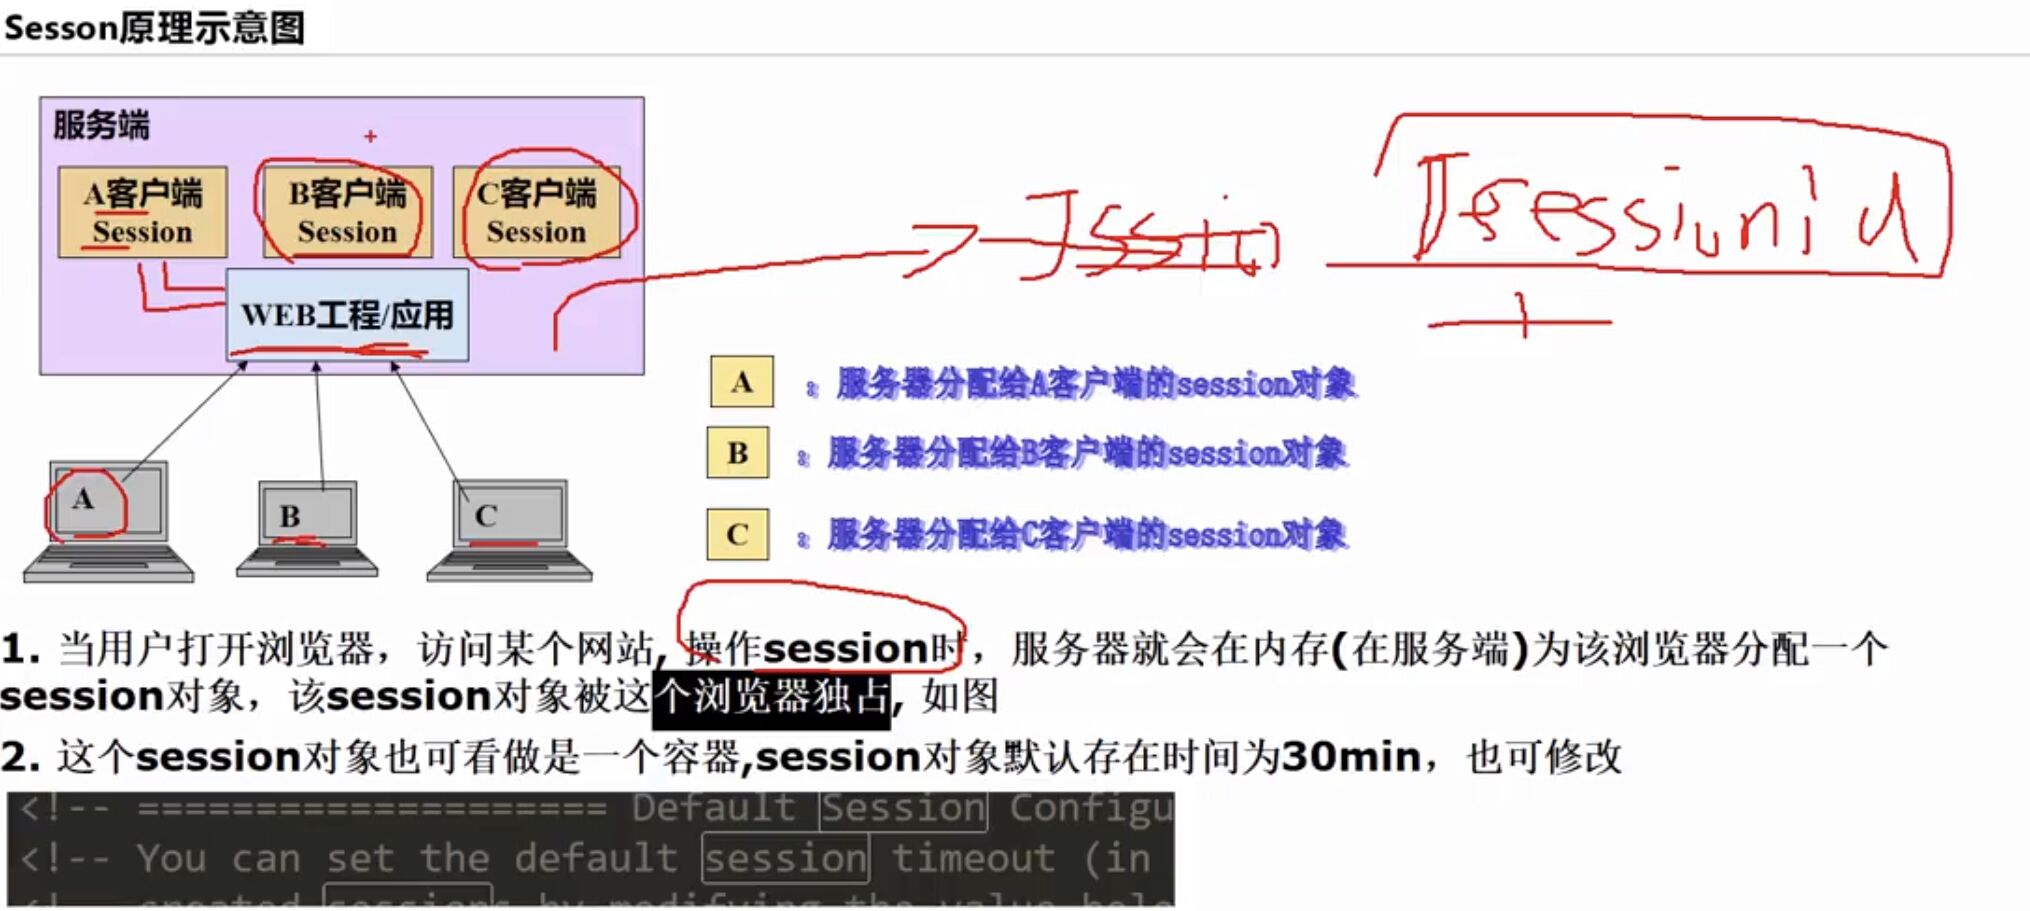 Sesson原理示意图
服务端
A客户端
Session
B客户端
Session
C客户端
Session
WEB工程/应用
A
B
C
A ：服务器分配给A客户端的session对象
B ：服务器分配给B客户端的session对象
C ：服务器分配给C客户端的session对象
1. 当用户打开浏览器，访问某个网站, 操作session时，服务器就会在内存(在服务端)为该浏览器分配一个
session对象，该session对象被这个浏览器独占, 如图
2. 这个session对象也可看做是一个容器,session对象默认存在时间为30min，也可修改
<!-- ==================== Default Session Configu
<!-- You can set the default session timeout (in